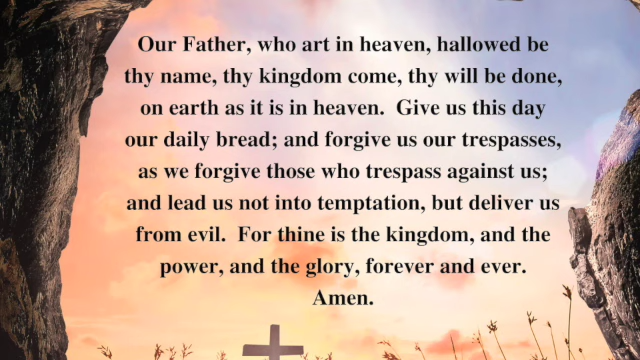 Our Father, who art in heaven, hallowed be
thy name, thy kingdom come, thy will be done,
on earth as it is in heaven.  Give us this day
our daily bread; and forgive us our trespasses,
as we forgive those who trespass against us;
and lead us not into temptation, but deliver us
from evil.  For thine is the kingdom, and the
power, and the glory, forever and ever.
Amen.